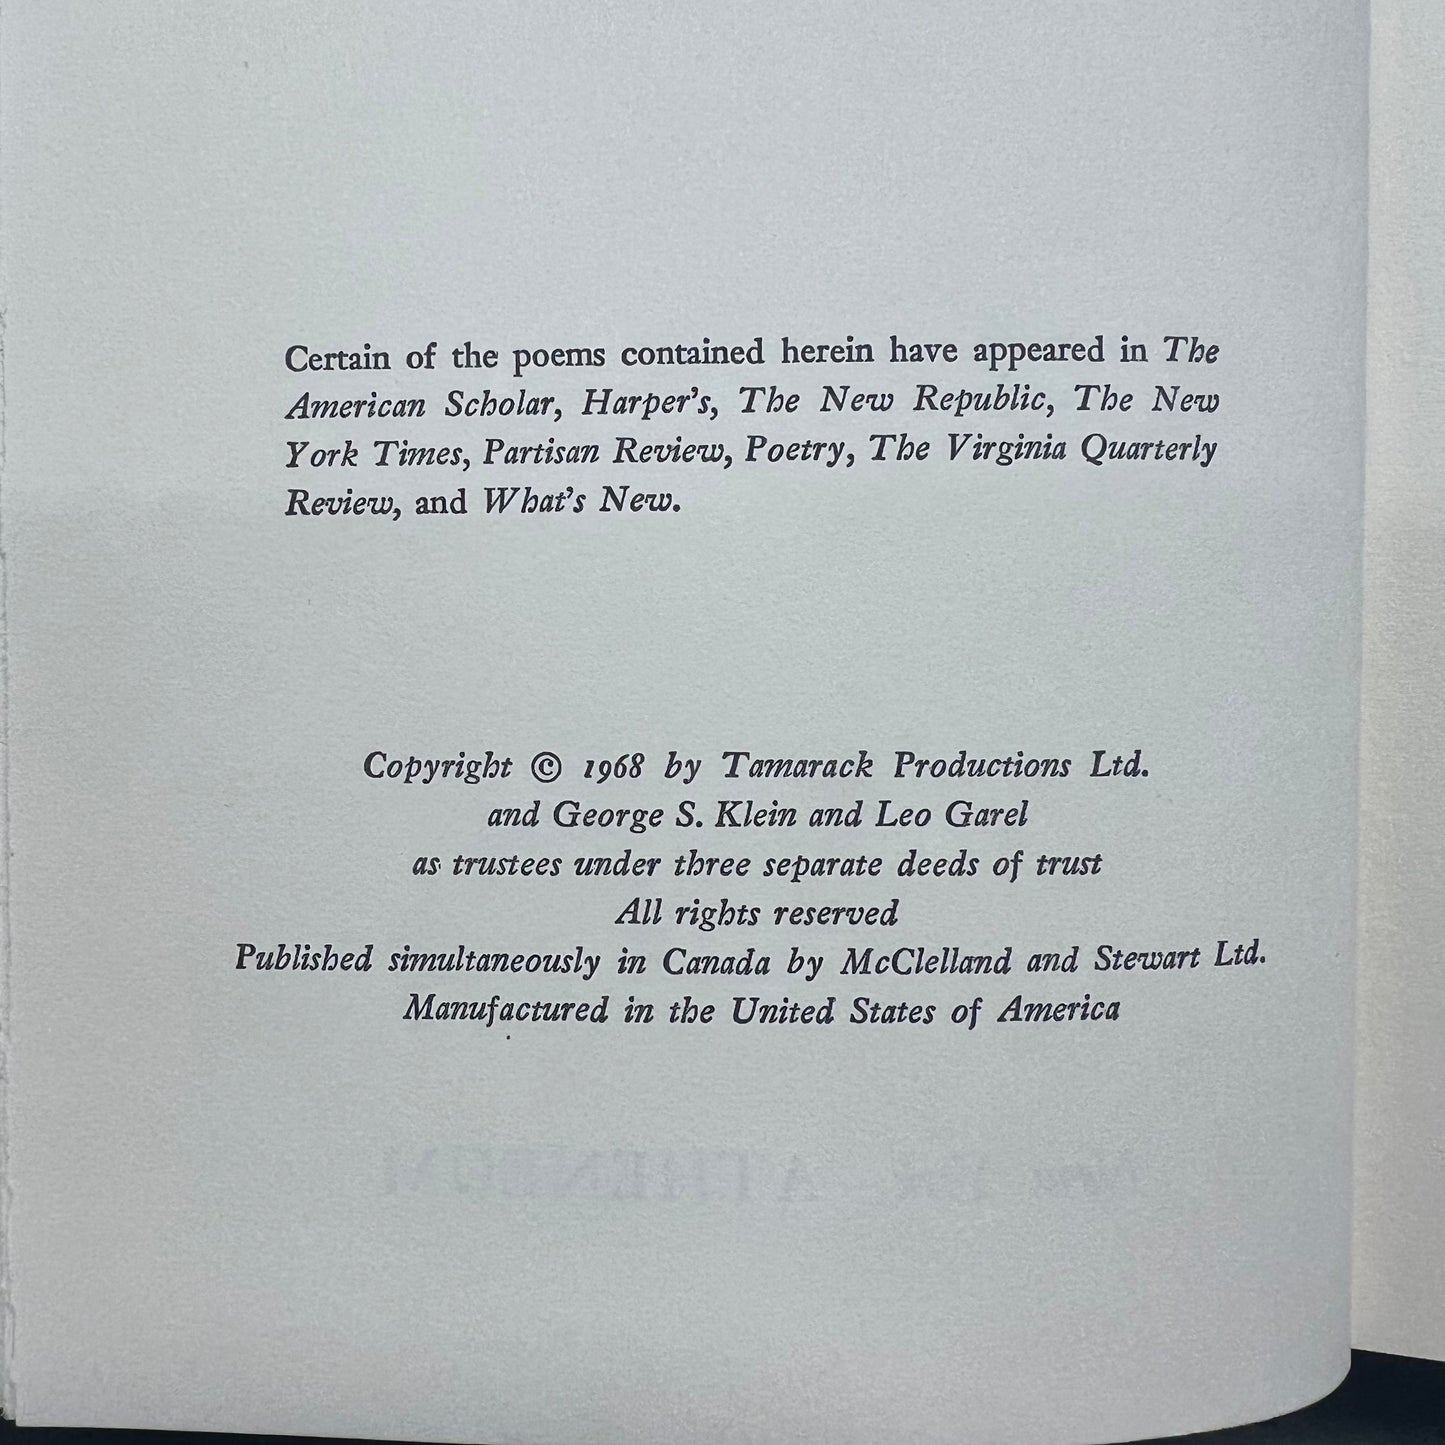 Certain of the poems contained herein have appeared in The
American Scholar, Harper's, The New Republic, The New
York Times, Partisan Review, Poetry, The Virginia Quarterly
Review, and What's New.
Copyright © 1968 by Tamarack Productions Ltd.
and George S. Klein and Leo Garel
as trustees under three separate deeds of trust
All rights reserved
Published simultaneously in Canada by McClelland and Stewart Ltd.
Manufactured in the United States of America